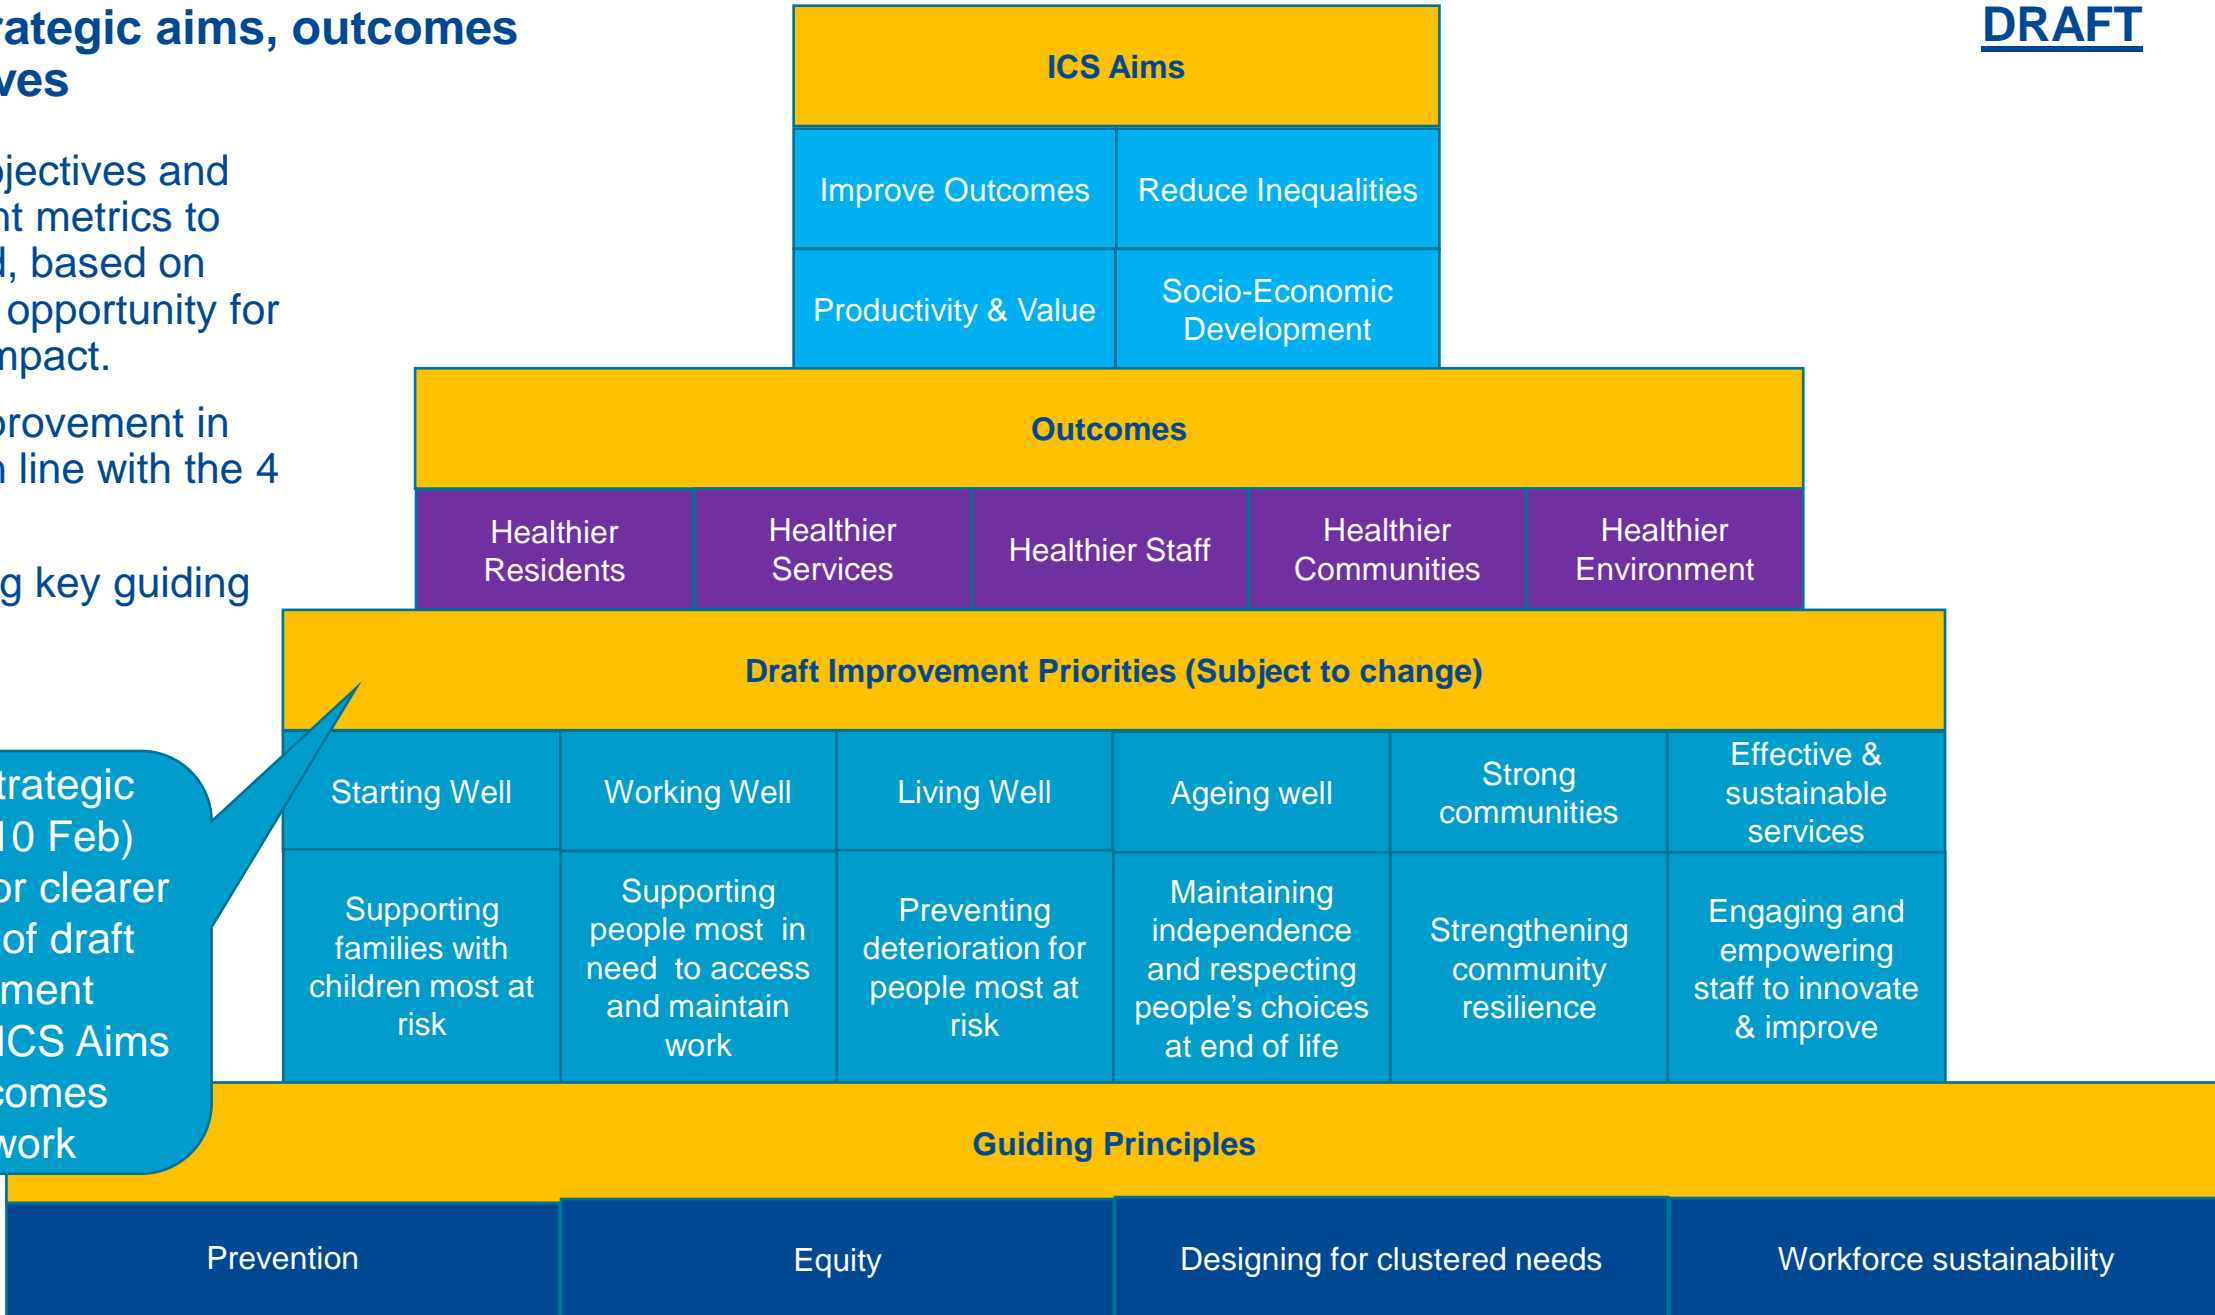 rategic aims, outcomes
ves
DRAFT
jectives and
nt metrics to
d, based on
opportunity for
mpact.
provement in
n line with the 4
g key guiding
ICS Aims
Improve Outcomes
Reduce Inequalities
Productivity & Value
Socio-Economic
Development
Outcomes
Healthier
Residents
Healthier
Services
Healthier Staff
Healthier
Communities
Healthier
Environment
Draft Improvement Priorities (Subject to change)
trategic
10 Feb)
or clearer
of draft
ment
ICS Aims
comes
work
Starting Well
Working Well
Living Well
Ageing well
Strong
communities
Effective &
sustainable
services
Supporting
families with
children most at
risk
Supporting
people most in
need to access
and maintain
work
Preventing
deterioration for
people most at
risk
Maintaining
independence
and respecting
people’s choices
at end of life
Strengthening
community
resilience
Engaging and
empowering
staff to innovate
& improve
Guiding Principles
Prevention
Equity
Designing for clustered needs
Workforce sustainability